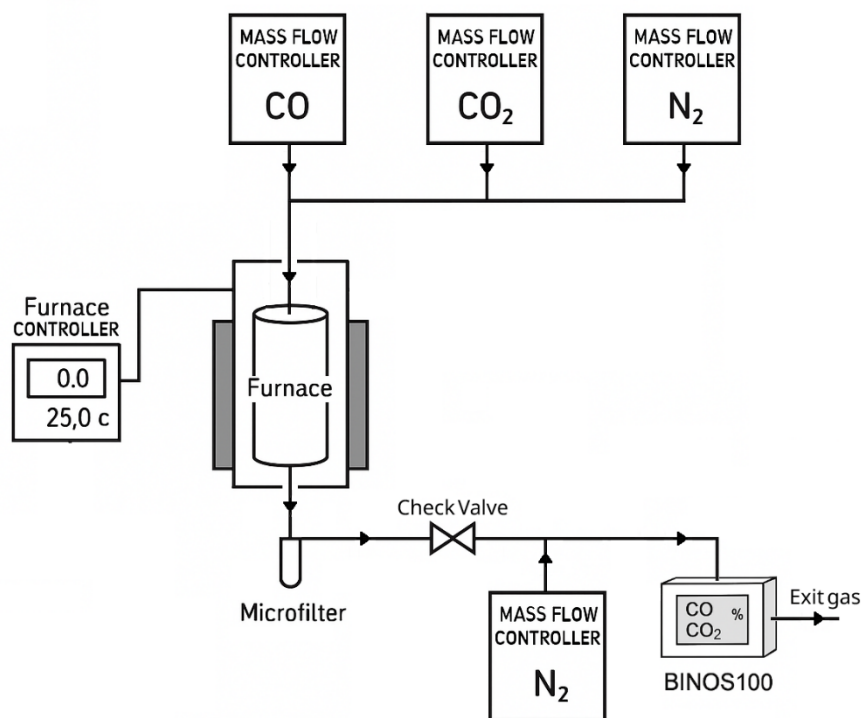 MASS FLOW
CONTROLLER
CO
MASS FLOW
CONTROLLER
CO₂
MASS FLOW
CONTROLLER
N₂
Furnace
CONTROLLER
0.0
25,0 c
Furnace
Check Valve
Microfilter
MASS FLOW
CONTROLLER
N₂
CO %
CO₂
Exit gas
BINOS100